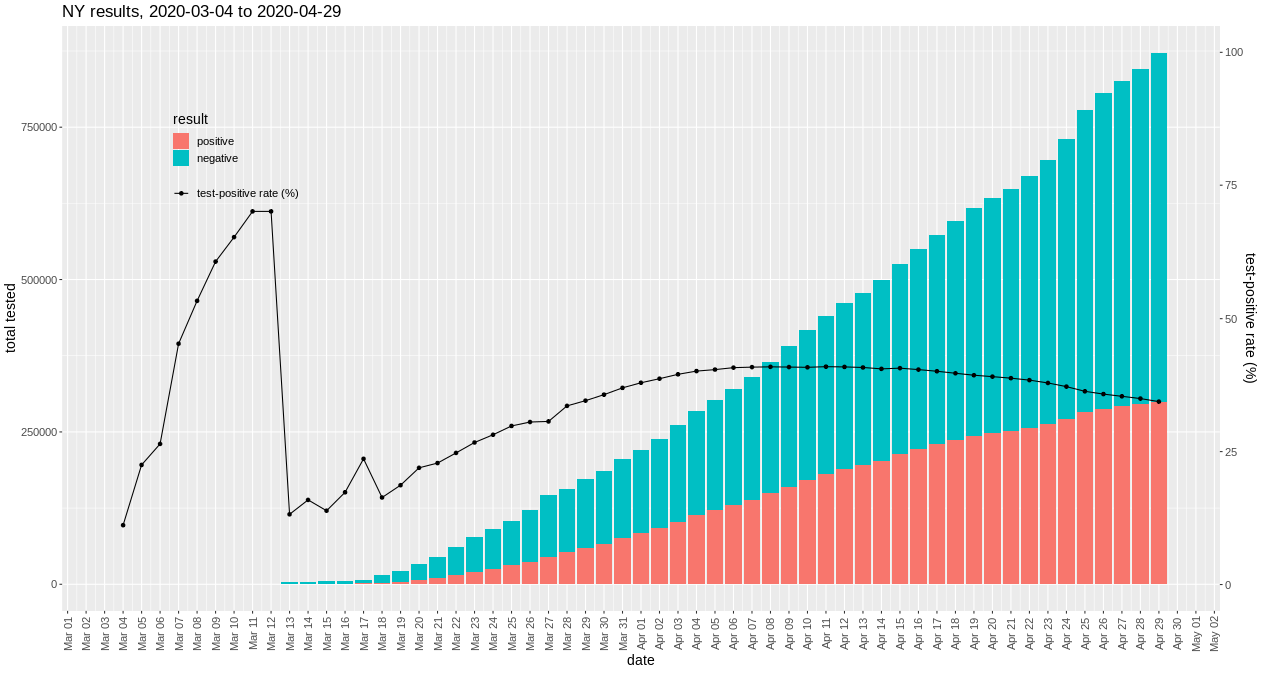 NY results, 2020-03-04 to 2020-04-29
total tested
750000
500000
250000
0
result
positive
negative
test-positive rate (%)
100
75
50
25
0
test-positive rate (%)
Mar 01
Mar 02
Mar 03
Mar 04
Mar 05
Mar 06
Mar 07
Mar 08
Mar 09
Mar 10
Mar 11
Mar 12
Mar 13
Mar 14
Mar 15
Mar 16
Mar 17
Mar 18
Mar 19
Mar 20
Mar 21
Mar 22
Mar 23
Mar 24
Mar 25
Mar 26
Mar 27
Mar 28
Mar 29
Mar 30
Mar 31
Apr 01
Apr 02
Apr 03
Apr 04
Apr 05
Apr 06
Apr 07
Apr 08
Apr 09
Apr 10
Apr 11
Apr 12
Apr 13
Apr 14
Apr 15
Apr 16
Apr 17
Apr 18
Apr 19
Apr 20
Apr 21
Apr 22
Apr 23
Apr 24
Apr 25
Apr 26
Apr 27
Apr 28
Apr 29
Apr 30
May 01
May 02
date